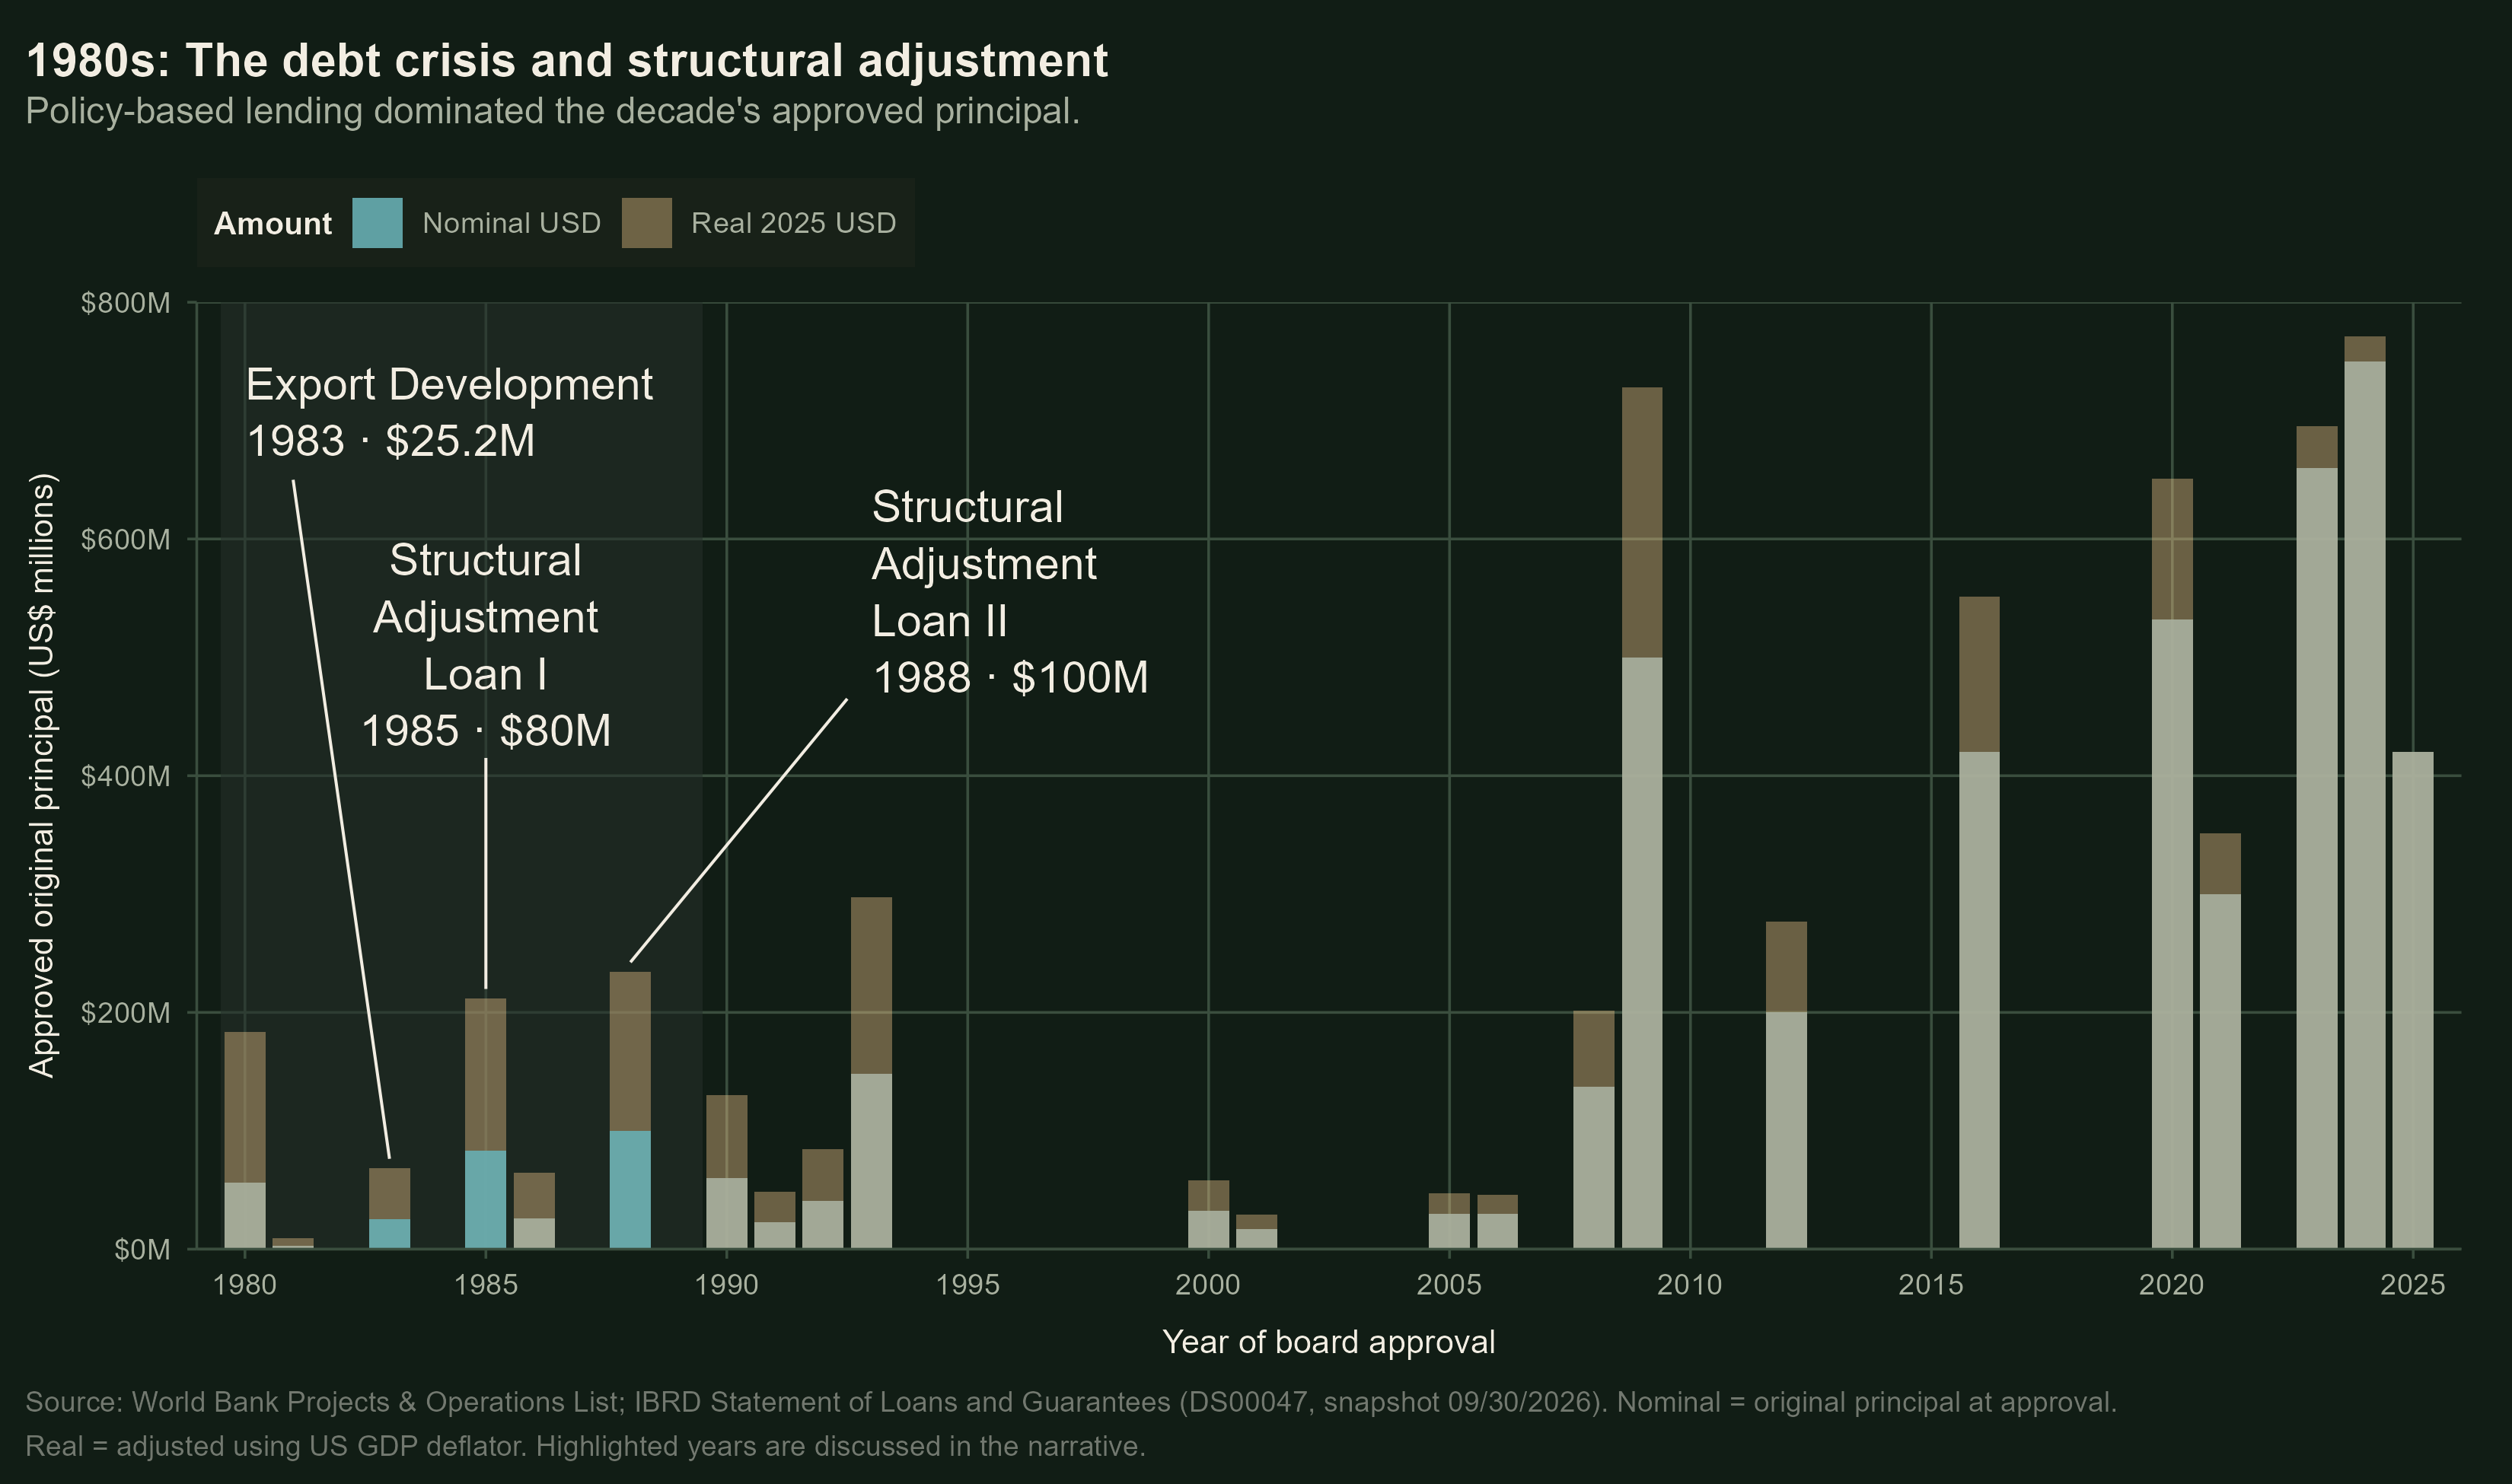 1980s: The debt crisis and structural adjustment
Policy-based lending dominated the decade's approved principal.
Amount
Nominal USD
Real 2025 USD
Approved original principal (US$ millions)
$800M
$600M
$400M
$200M
$0M
Export Development
1983 · $25.2M
Structural
Adjustment
Loan I
1985 · $80M
Structural
Adjustment
Loan II
1988 · $100M
1980
1985
1990
1995
2000
2005
2010
2015
2020
2025
Year of board approval
Source: World Bank Projects & Operations List; IBRD Statement of Loans and Guarantees (DS00047, snapshot 09/30/2026). Nominal = original principal at approval.
Real = adjusted using US GDP deflator. Highlighted years are discussed in the narrative.